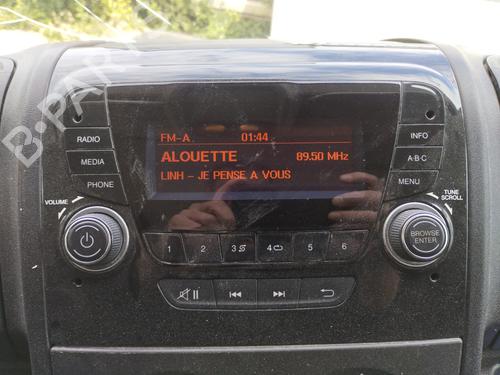 FM-A 01:44
RADIO INFO
ALOUETTE 89.50 MHz
MEDIA A·B·C
LINH – JE PENSE A VOUS
PHONE MENU
VOLUME TUNE SCROLL
BROWSE ENTER
1 2 3 4 5 6
B-PARTS